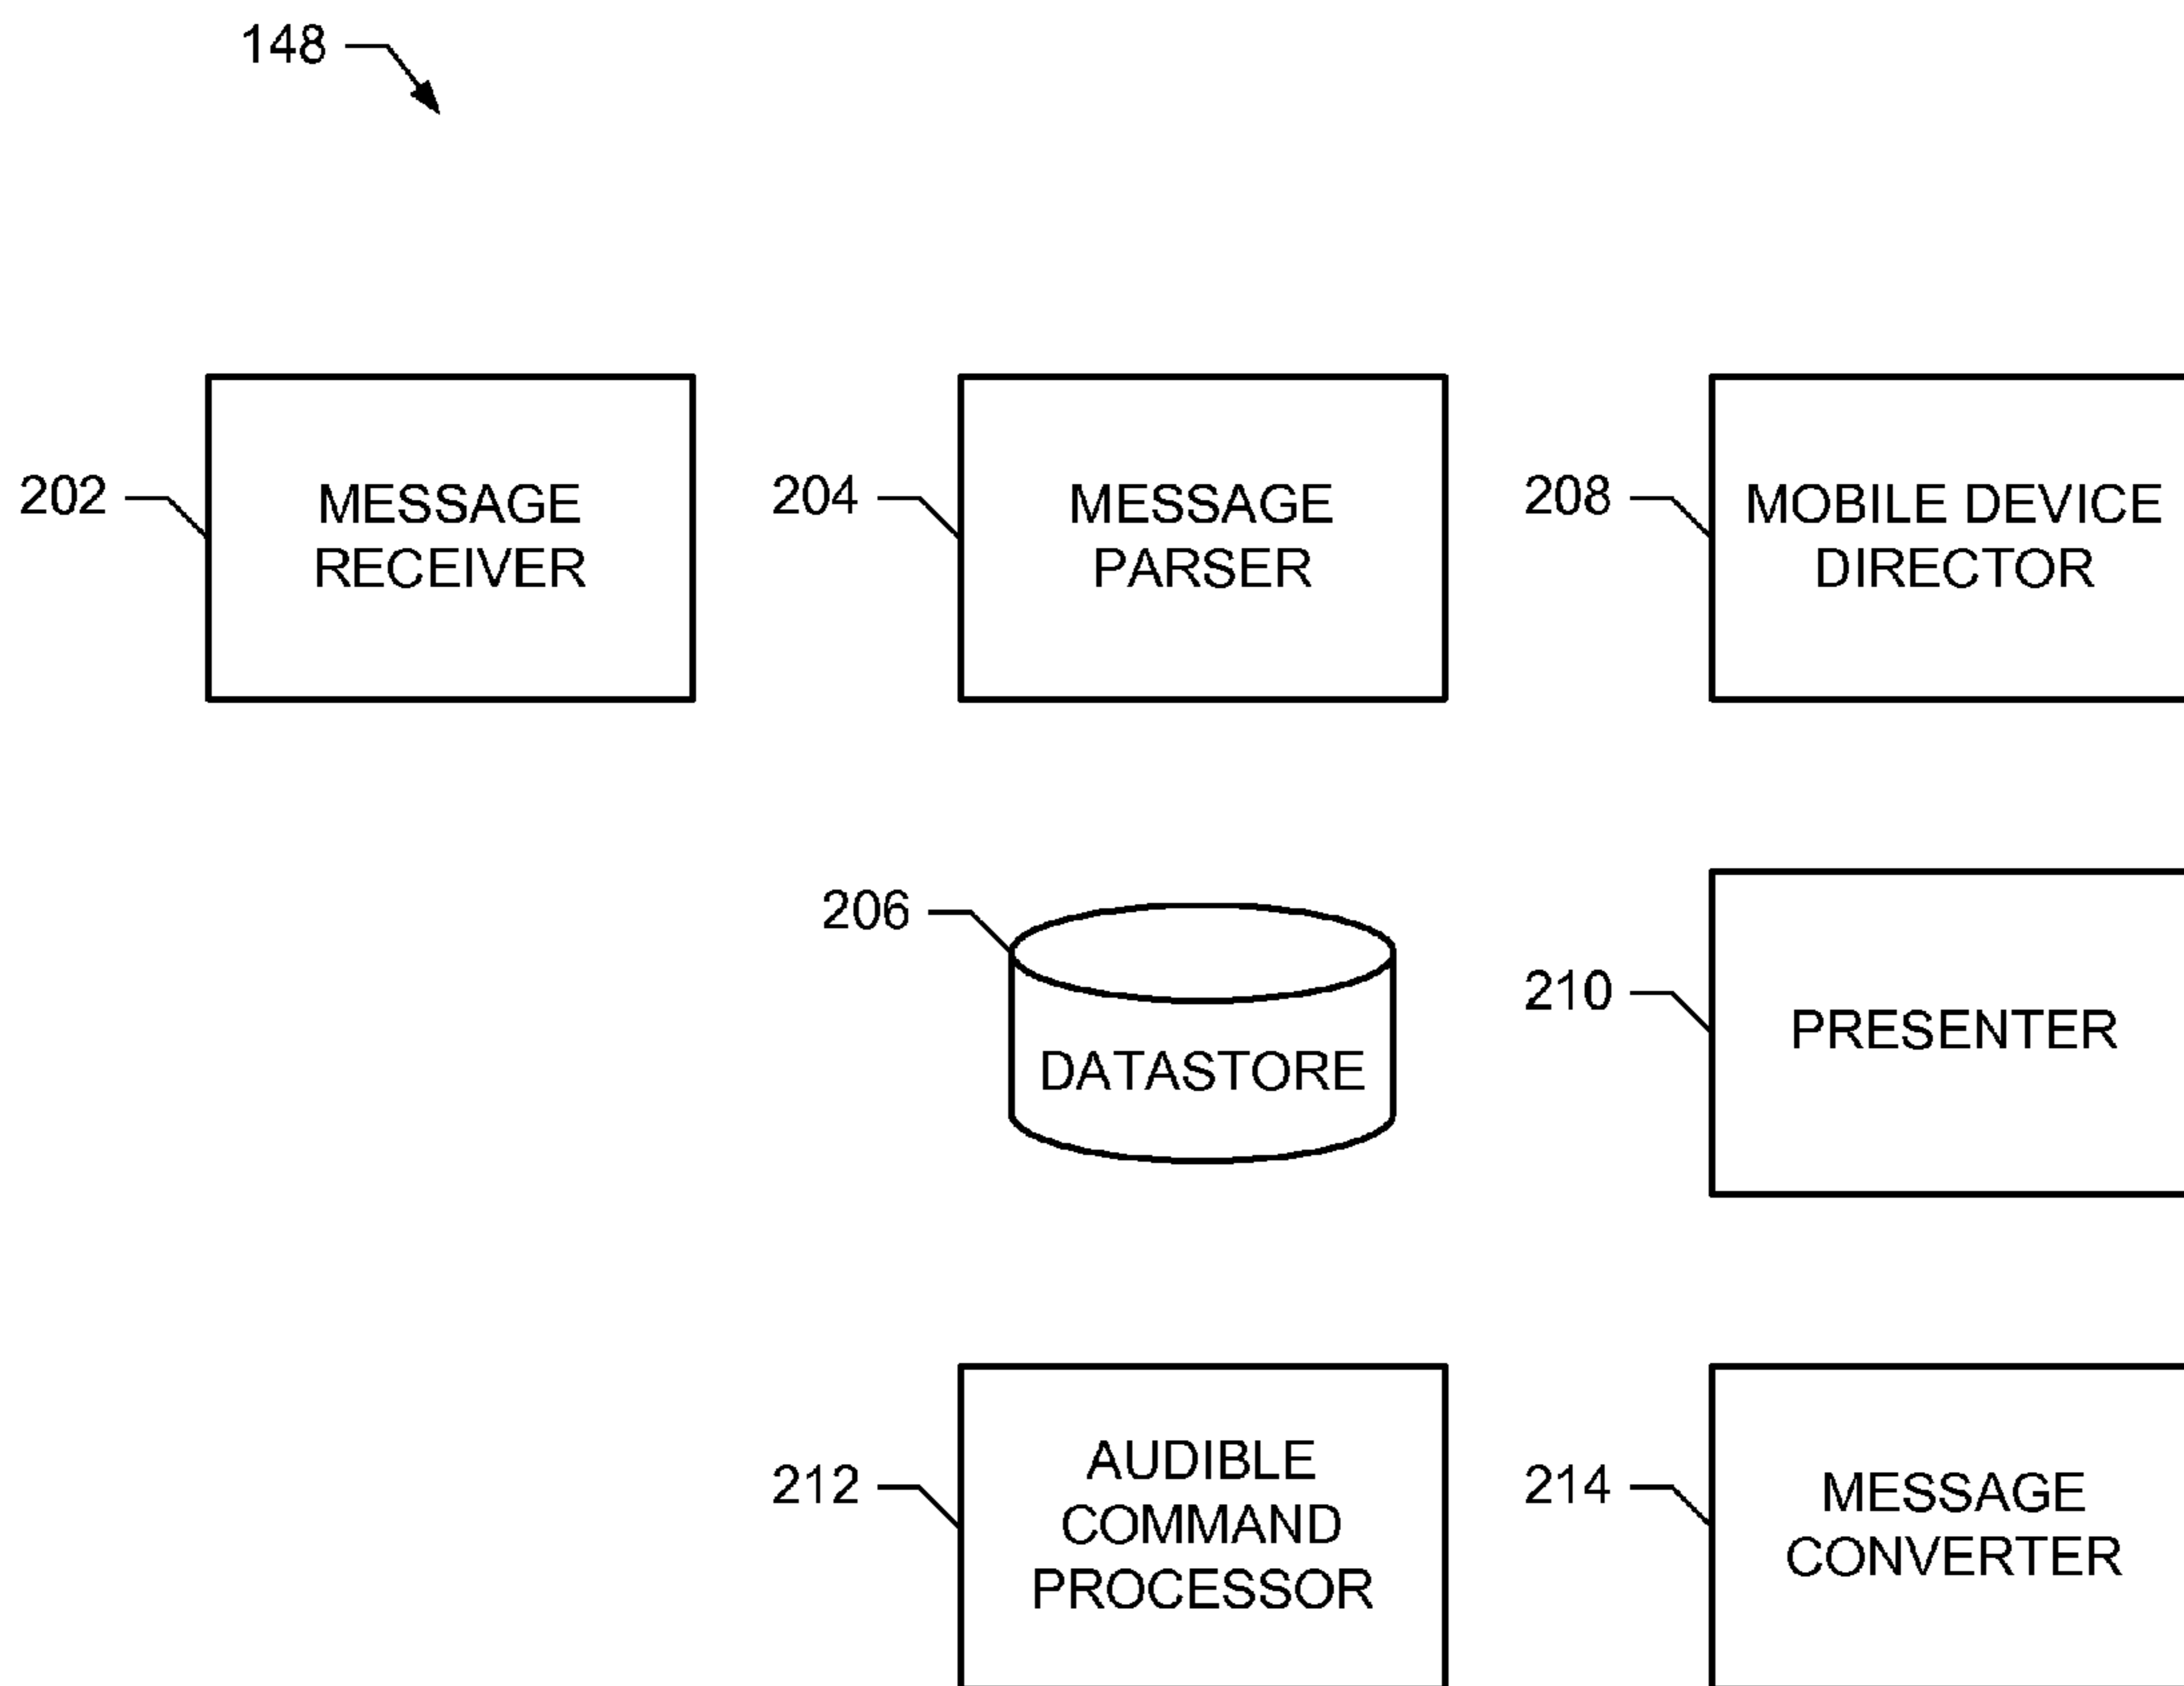 148
202
MESSAGE
RECEIVER
204
MESSAGE
PARSER
208
MOBILE DEVICE
DIRECTOR
206
DATASTORE
210
PRESENTER
212
AUDIBLE
COMMAND
PROCESSOR
214
MESSAGE
CONVERTER